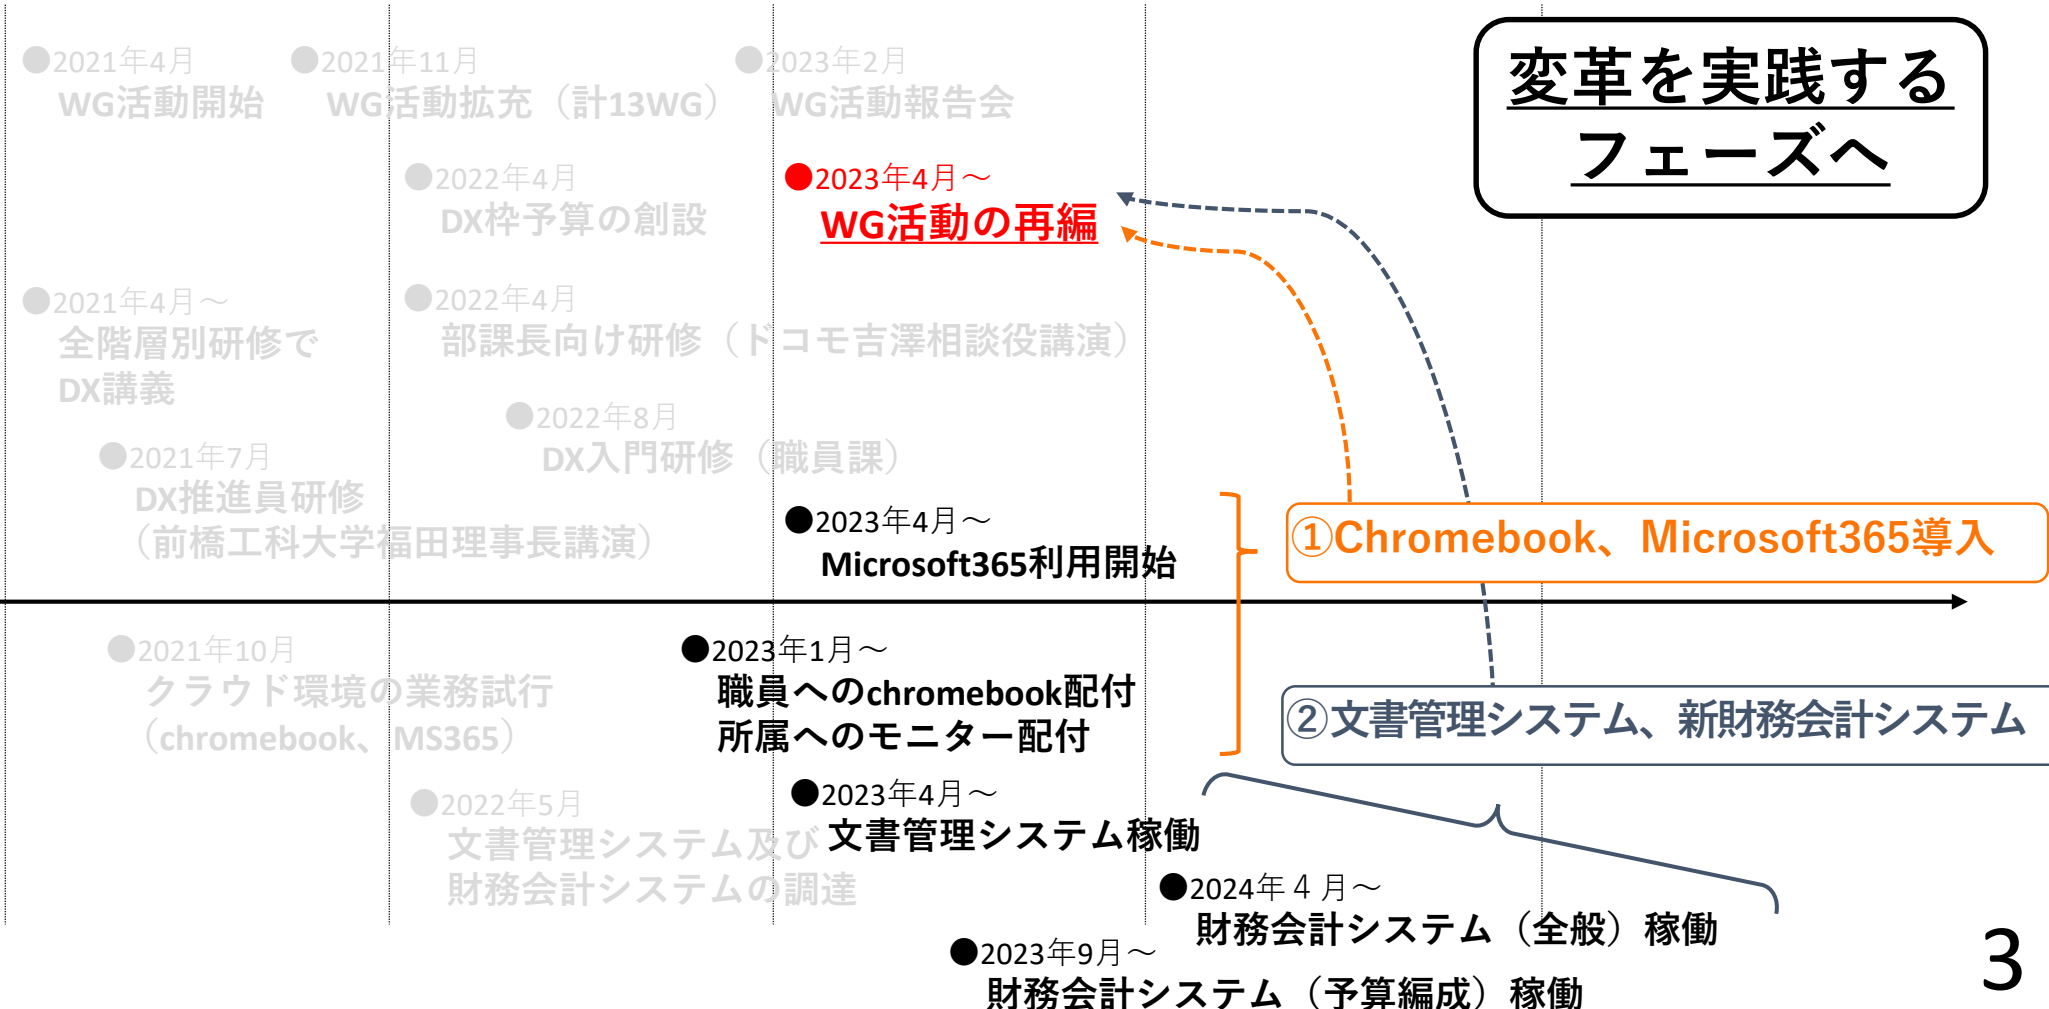 変革を実践する
フェーズへ
●2021年4月
WG活動開始
●2021年11月
WG活動拡充（計13WG）
●2023年2月
WG活動報告会
●2022年4月
DX枠予算の創設
●2023年4月～
WG活動の再編
●2021年4月～
全階層別研修で
DX講義
●2022年4月
部課長向け研修（ドコモ吉澤相談役講演）
●2022年8月
DX入門研修（職員課）
●2021年7月
DX推進員研修
（前橋工科大学福田理事長講演）
●2023年4月～
Microsoft365利用開始
①Chromebook、Microsoft365導入
●2021年10月
クラウド環境の業務試行
（chromebook、MS365）
●2023年1月～
職員へのchromebook配付
所属へのモニター配付
②文書管理システム、新財務会計システム
●2022年5月
文書管理システム及び
財務会計システムの調達
●2023年4月～
文書管理システム稼働
●2024年４月～
財務会計システム（全般）稼働
●2023年9月～
財務会計システム（予算編成）稼働
3